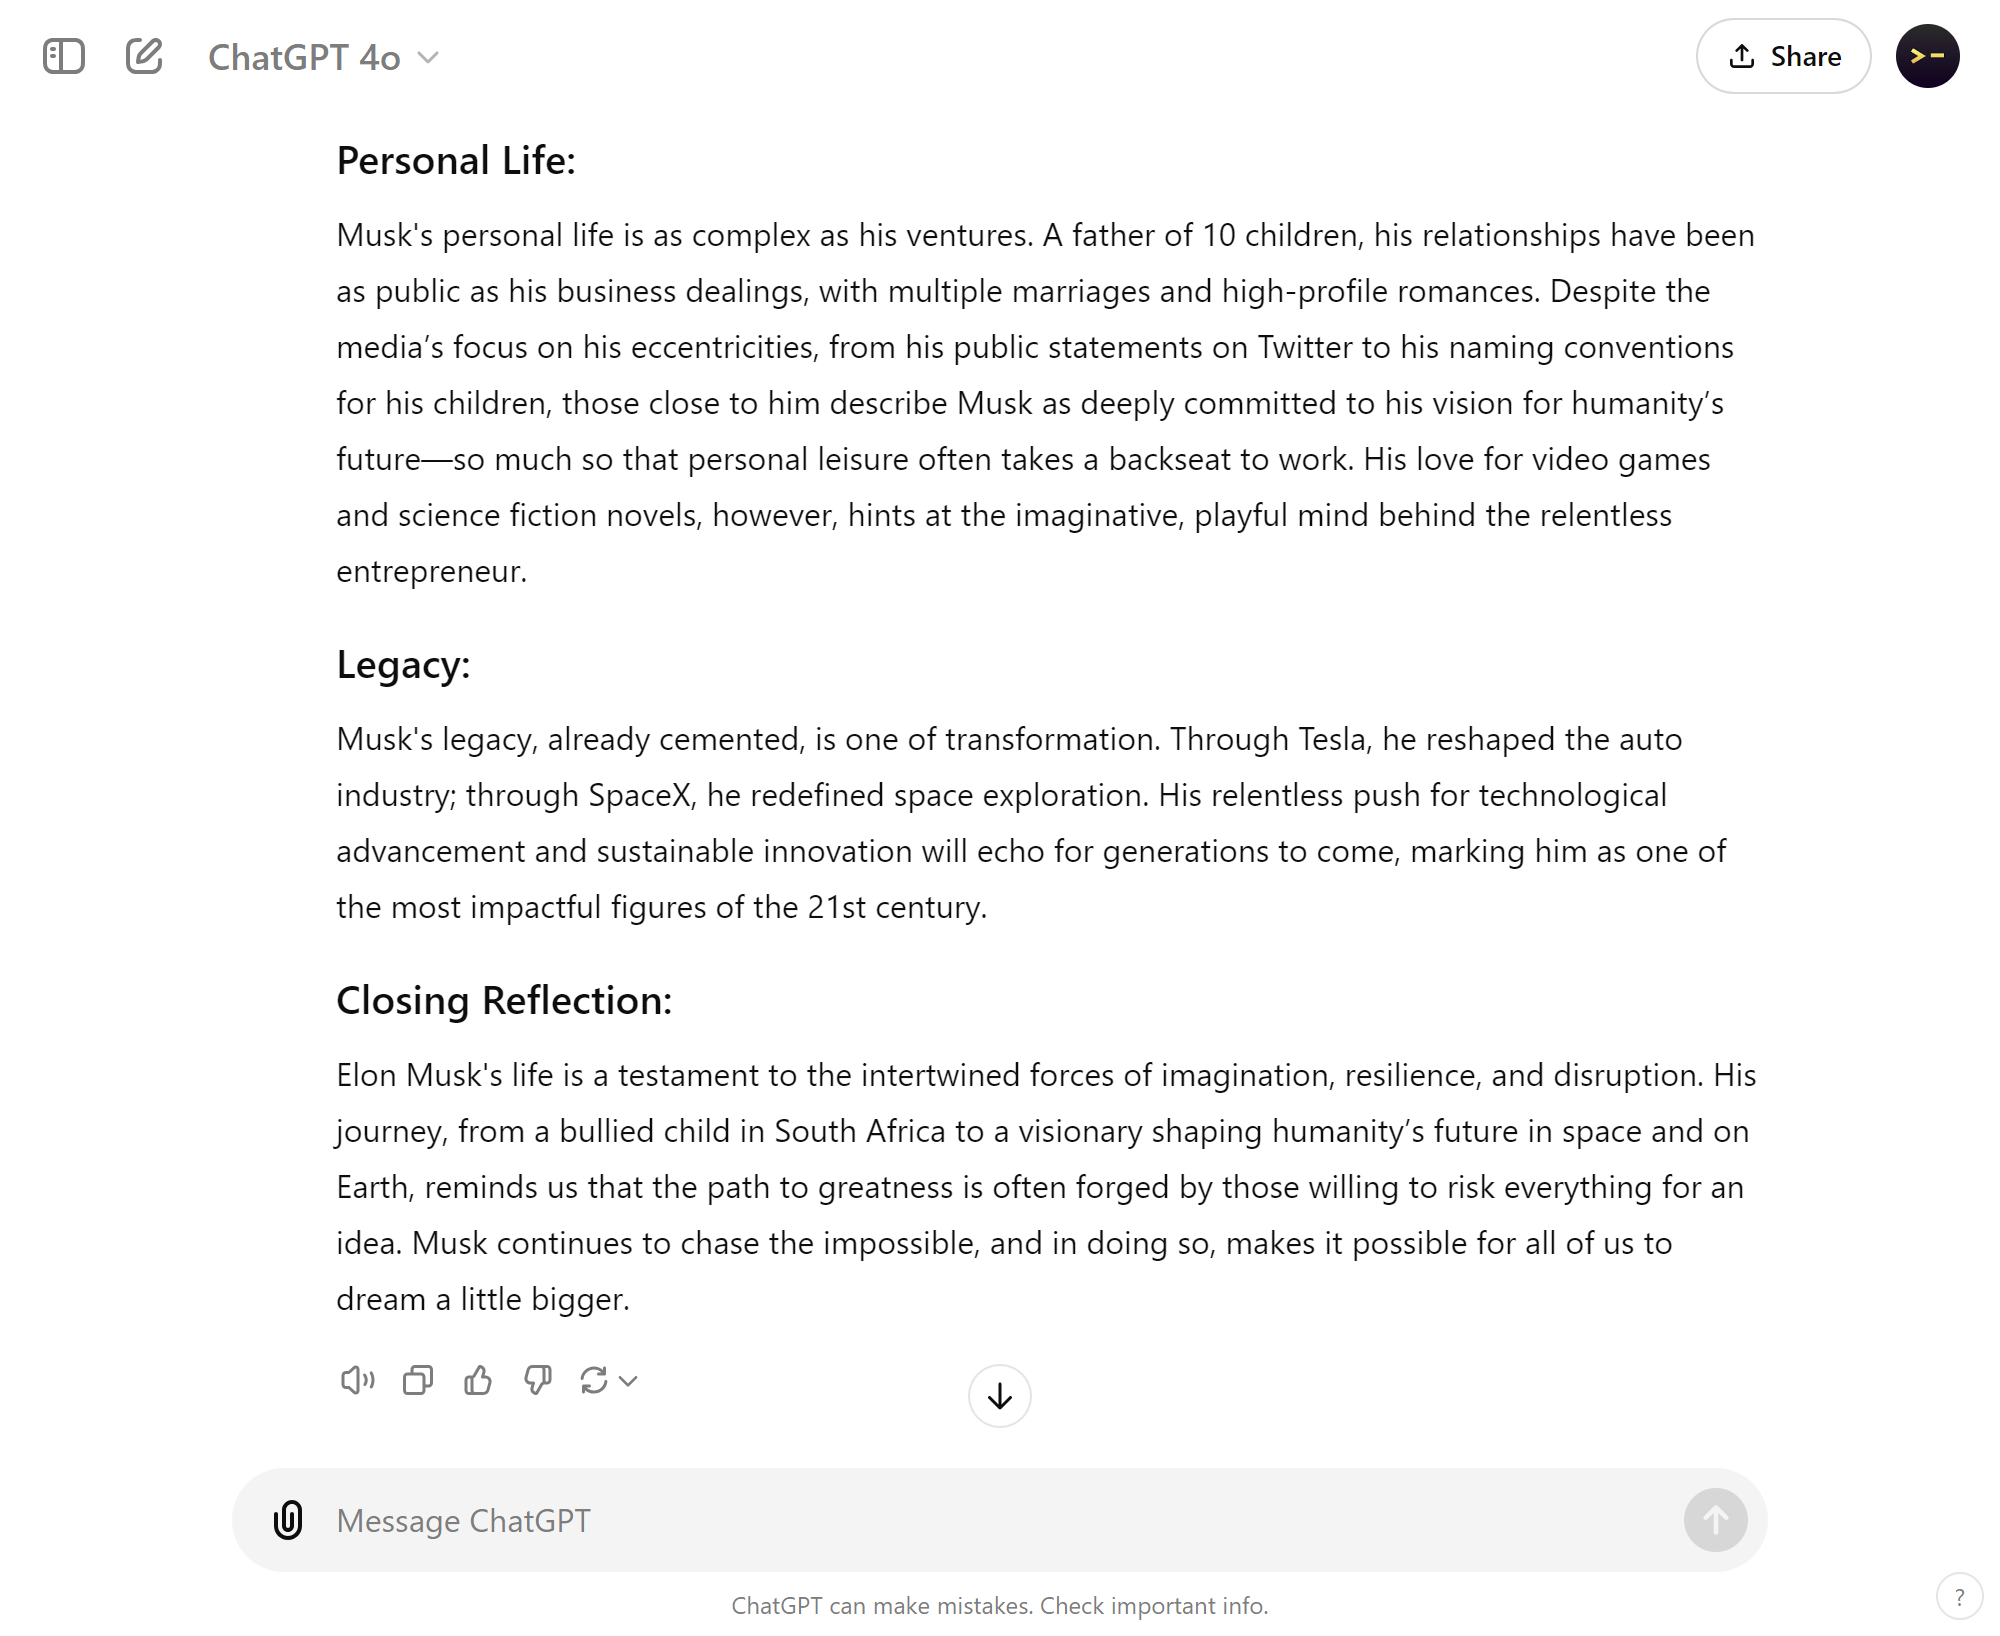 ChatGPT 4o
Share
Personal Life:
Musk's personal life is as complex as his ventures. A father of 10 children, his relationships have been
as public as his business dealings, with multiple marriages and high-profile romances. Despite the
media’s focus on his eccentricities, from his public statements on Twitter to his naming conventions
for his children, those close to him describe Musk as deeply committed to his vision for humanity’s
future—so much so that personal leisure often takes a backseat to work. His love for video games
and science fiction novels, however, hints at the imaginative, playful mind behind the relentless
entrepreneur.
Legacy:
Musk's legacy, already cemented, is one of transformation. Through Tesla, he reshaped the auto
industry; through SpaceX, he redefined space exploration. His relentless push for technological
advancement and sustainable innovation will echo for generations to come, marking him as one of
the most impactful figures of the 21st century.
Closing Reflection:
Elon Musk's life is a testament to the intertwined forces of imagination, resilience, and disruption. His
journey, from a bullied child in South Africa to a visionary shaping humanity’s future in space and on
Earth, reminds us that the path to greatness is often forged by those willing to risk everything for an
idea. Musk continues to chase the impossible, and in doing so, makes it possible for all of us to
dream a little bigger.
Message ChatGPT
ChatGPT can make mistakes. Check important info.
?